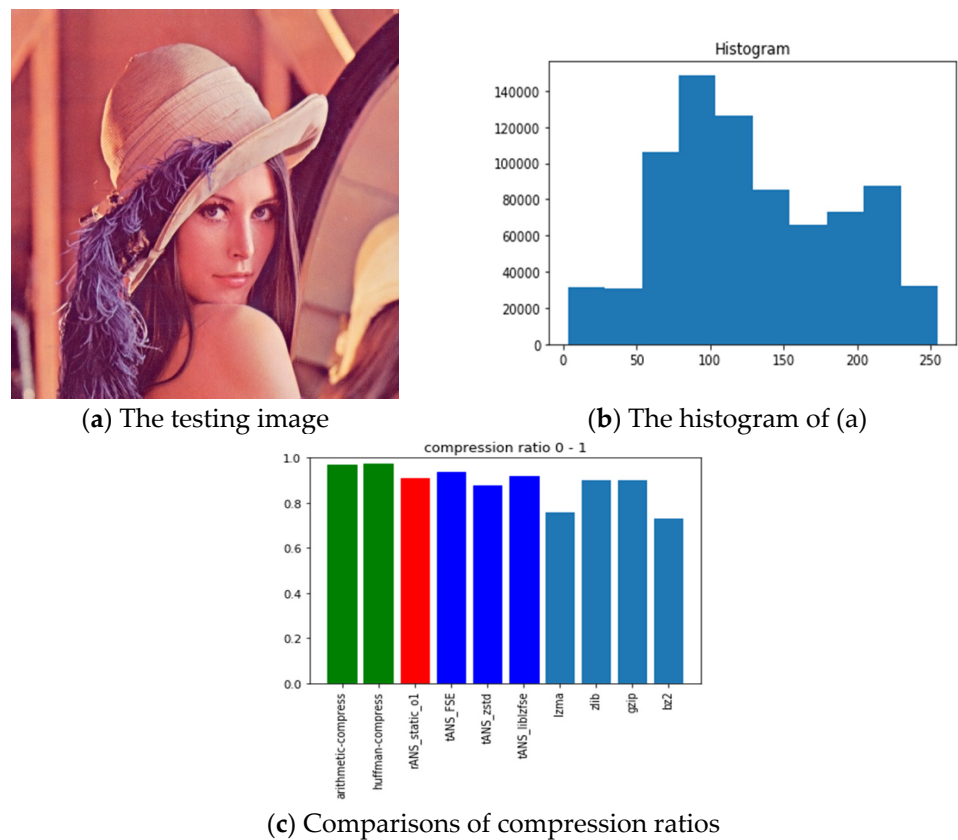 Histogram
140000
120000
100000
80000
60000
40000
20000
0
0 50 100 150 200 250
(a) The testing image
(b) The histogram of (a)
compression ratio 0 - 1
1.0
0.8
0.6
0.4
0.2
0.0
arithmetic-compress
huffman-compress
rANS_static_o1
tANS_FSE
tANS_zstd
tANS_liblzfse
lzma
zlib
gzip
bz2
(c) Comparisons of compression ratios